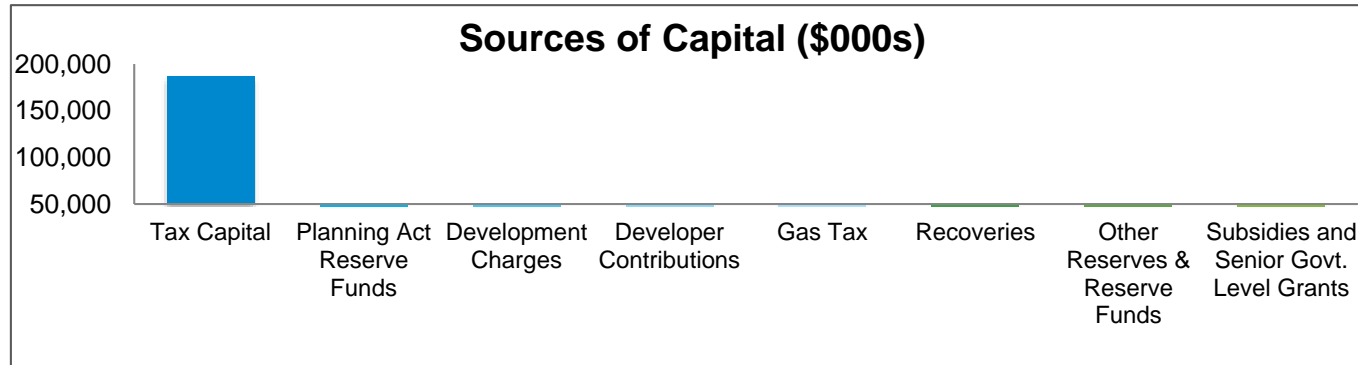 Sources of Capital ($000s)
200,000
150,000
100,000
50,000
Tax Capital
Planning Act
Reserve
Funds
Development
Charges
Developer
Contributions
Gas Tax
Recoveries
Other
Reserves &
Reserve
Funds
Subsidies and
Senior Govt.
Level Grants